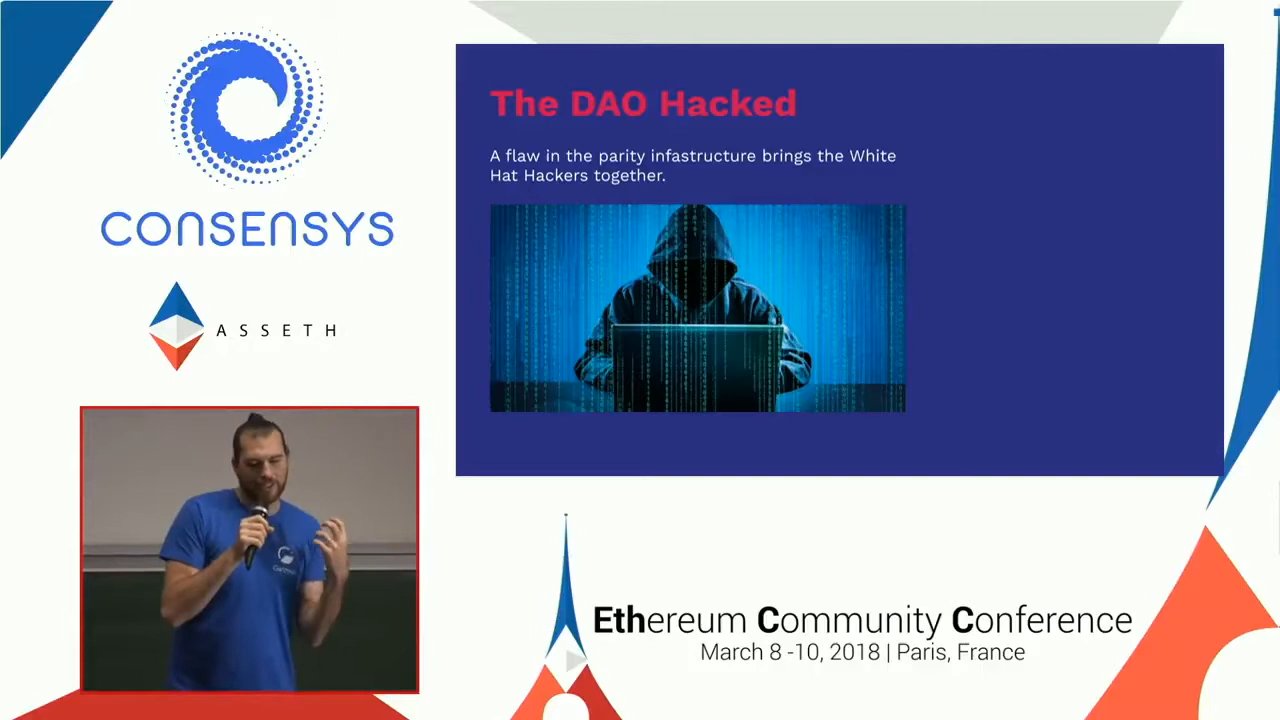 CONSENSYS
ASSETH
The DAO Hacked
A flaw in the parity infastructure brings the White
Hat Hackers together.
Ethereum Community Conference
March 8 -10, 2018 | Paris, France